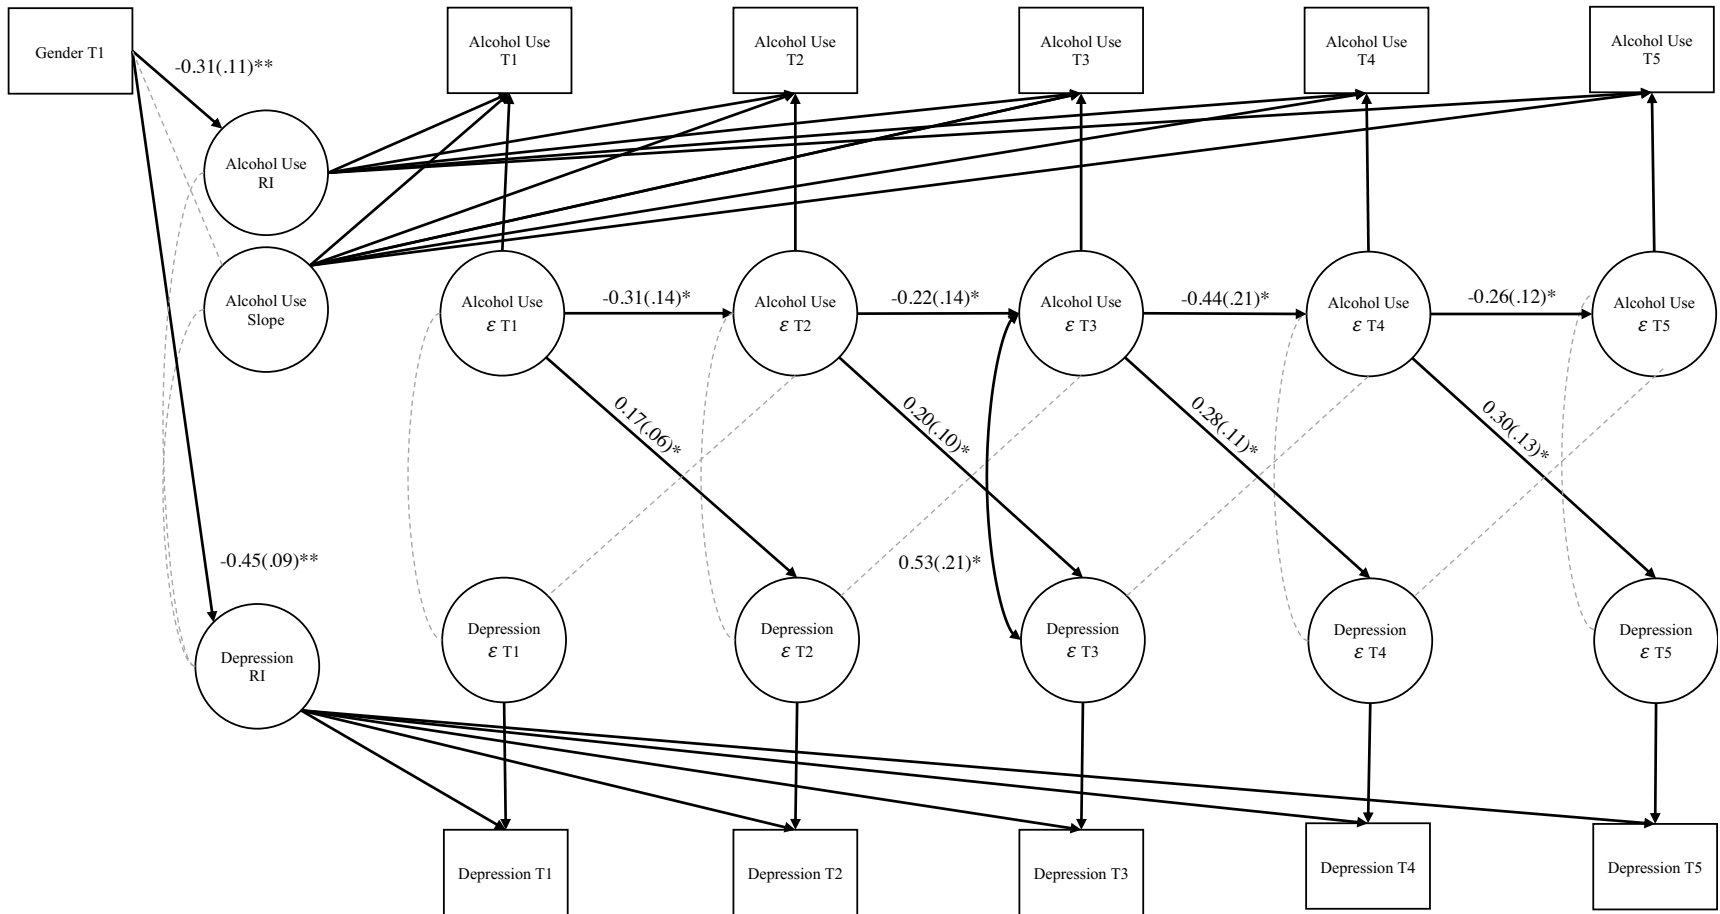 Gender T1
Alcohol Use
T1
Alcohol Use
T2
Alcohol Use
T3
Alcohol Use
T4
Alcohol Use
T5
-0.31(.11)**
Alcohol Use
RI
Alcohol Use
Slope
Alcohol Use
ε T1
-0.31(.14)*
Alcohol Use
ε T2
-0.22(.14)*
Alcohol Use
ε T3
-0.44(.21)*
Alcohol Use
ε T4
-0.26(.12)*
Alcohol Use
ε T5
0.17(.06)*
0.20(.10)*
0.28(.11)*
0.30(.13)*
-0.45(.09)**
0.53(.21)*
Depression
RI
Depression
ε T1
Depression
ε T2
Depression
ε T3
Depression
ε T4
Depression
ε T5
Depression T1
Depression T2
Depression T3
Depression T4
Depression T5